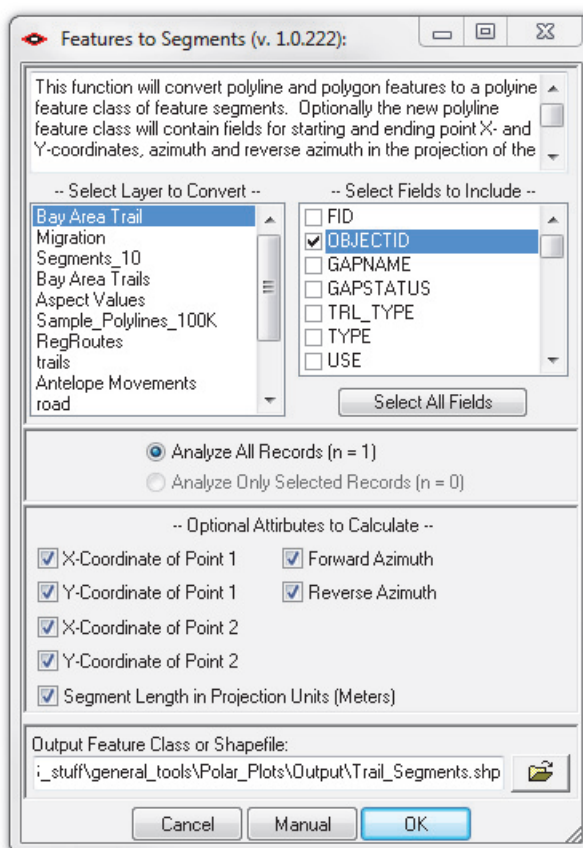 Features to Segments (v. 1.0.222):
This function will convert polyline and polygon features to a polyine
feature class of feature segments. Optionally the new polyline
feature class will contain fields for starting and ending point X- and
Y-coordinates, azimuth and reverse azimuth in the projection of the
-- Select Layer to Convert --
Bay Area Trail
Migration
Segments_10
Bay Area Trails
Aspect Values
Sample_Polylines_100K
RegRoutes
trails
Antelope Movements
road
-- Select Fields to Include --
FID
OBJECTID
GAPNAME
GAPSTATUS
TRL_TYPE
TYPE
USE
Select All Fields
Analyze All Records (n = 1)
Analyze Only Selected Records (n = 0)
-- Optional Attributes to Calculate --
X-Coordinate of Point 1
Forward Azimuth
Y-Coordinate of Point 1
Reverse Azimuth
X-Coordinate of Point 2
Y-Coordinate of Point 2
Segment Length in Projection Units (Meters)
Output Feature Class or Shapefile:
_stuff\general_tools\Polar_Plots\Output\Trail_Segments.shp
Cancel
Manual
OK